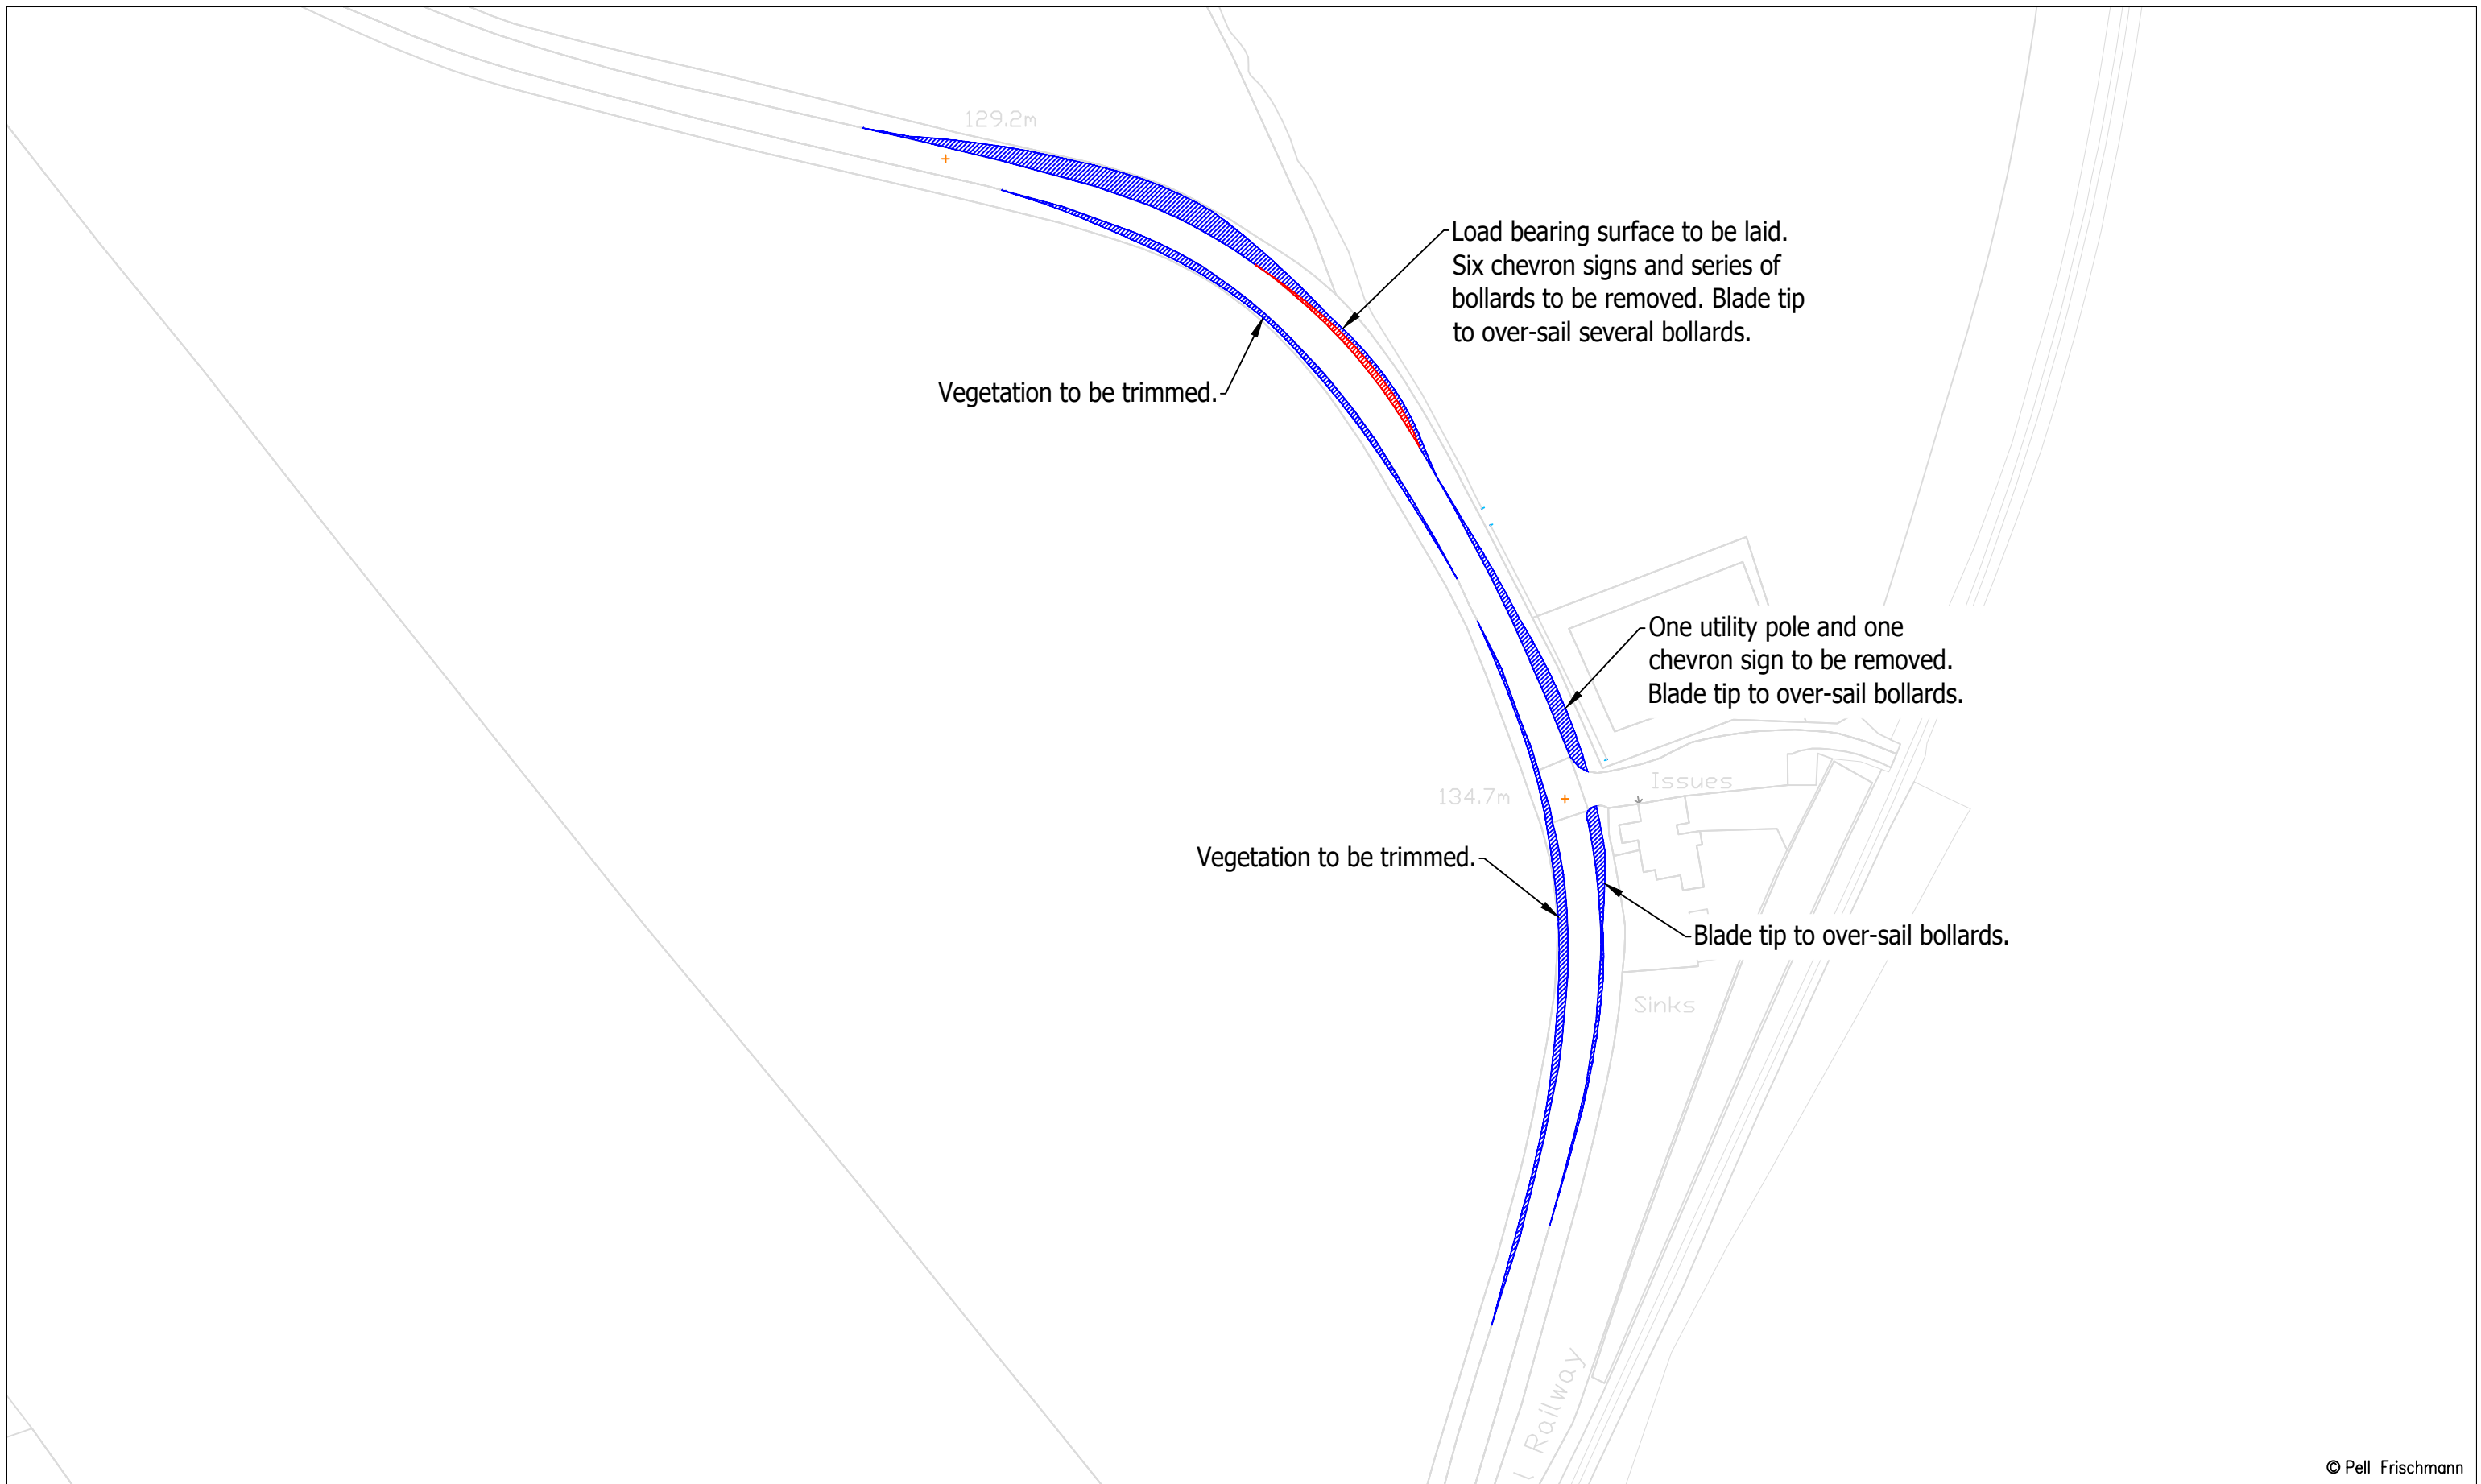 129.2m
Load bearing surface to be laid.
Six chevron signs and series of
bollards to be removed. Blade tip
to over-sail several bollards.
Vegetation to be trimmed.
One utility pole and one
chevron sign to be removed.
Blade tip to over-sail bollards.
Issues
134.7m
Vegetation to be trimmed.
Blade tip to over-sail bollards.
Sinks
Railway
© Pell Frischmann